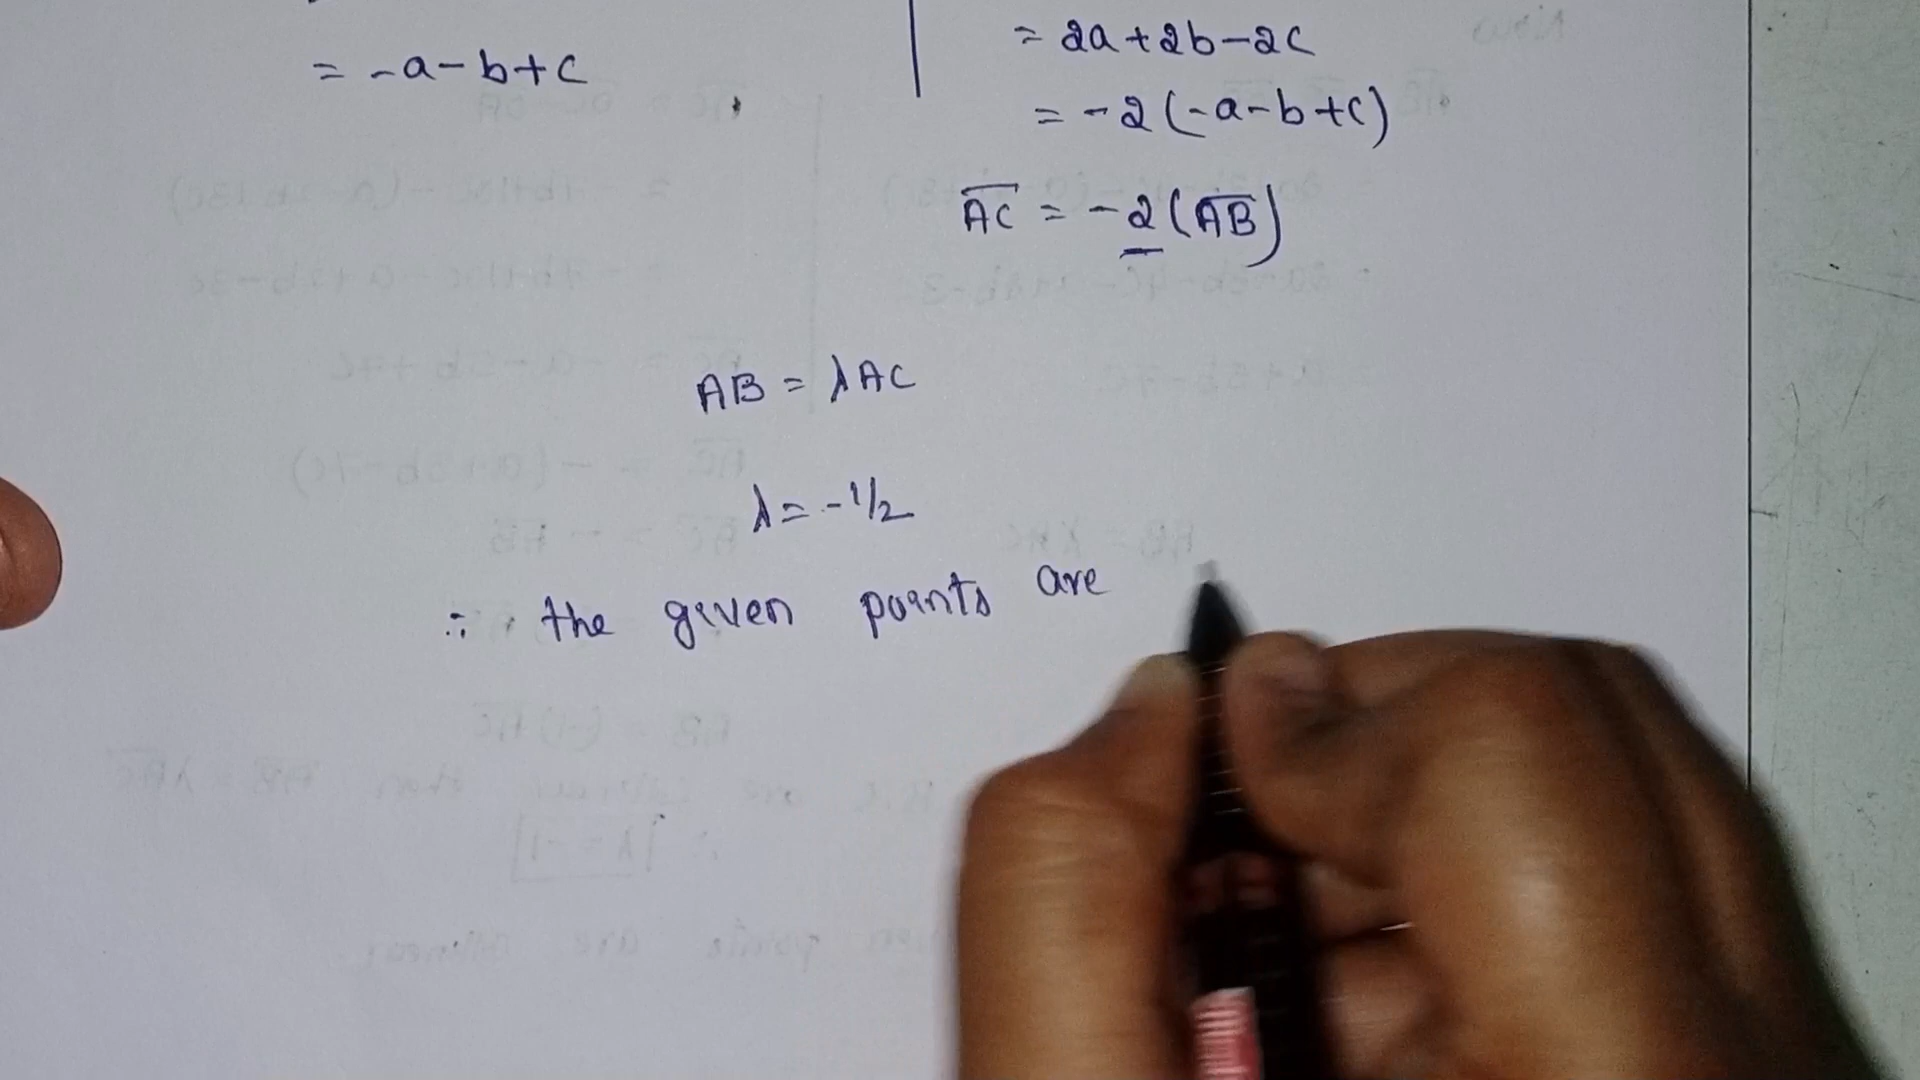 = -a-b+c
= 2a+2b-2c
= -2(-a-b+c)
AC = -2(AB)
AB = λAC
λ = -1/2
∴ the given points are